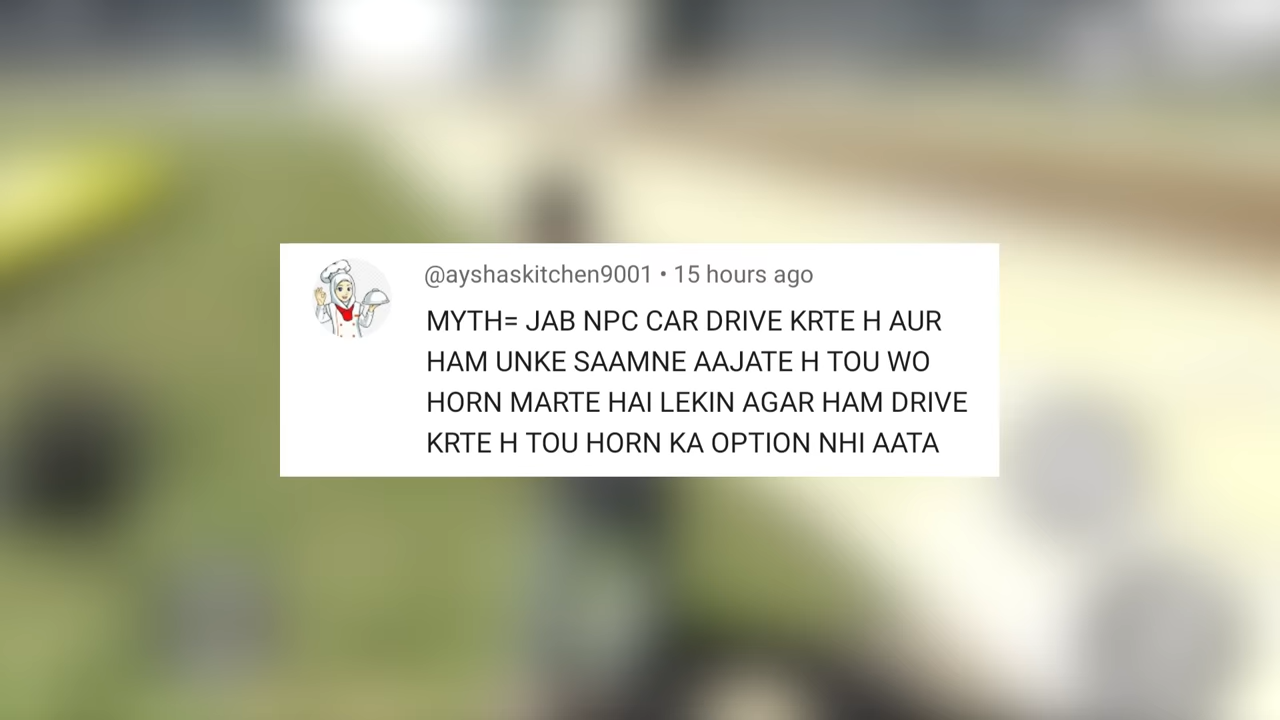 @ayshaskitchen9001 • 15 hours ago
MYTH= JAB NPC CAR DRIVE KRTE H AUR
HAM UNKE SAAMNE AAJATE H TOU WO
HORN MARTE HAI LEKIN AGAR HAM DRIVE
KRTE H TOU HORN KA OPTION NHI AATA